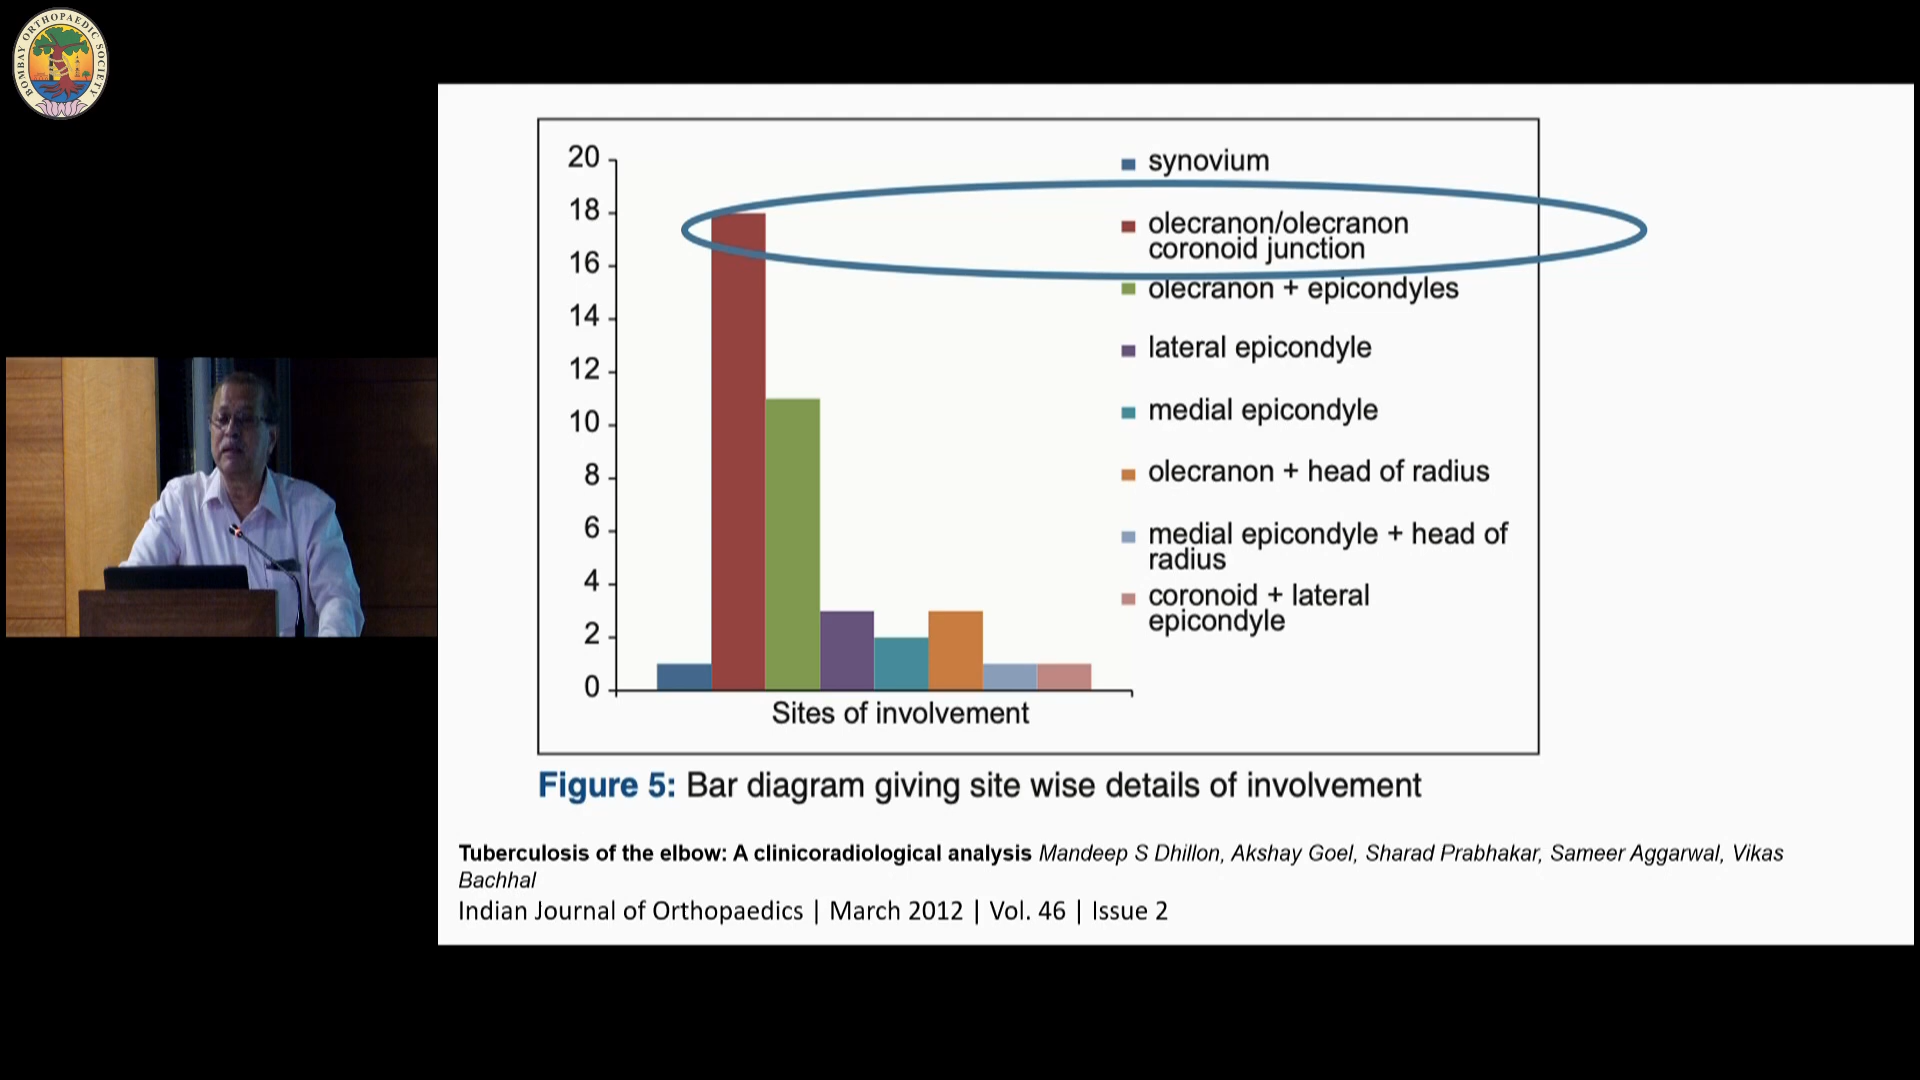 BOMBAY ORTHOPAEDIC SOCIETY
20
18
16
14
12
10
8
6
4
2
0
Sites of involvement
synovium
olecranon/olecranon
coronoid junction
olecranon + epicondyles
lateral epicondyle
medial epicondyle
olecranon + head of radius
medial epicondyle + head of
radius
coronoid + lateral
epicondyle
Figure 5: Bar diagram giving site wise details of involvement
Tuberculosis of the elbow: A clinicoradiological analysis Mandeep S Dhillon, Akshay Goel, Sharad Prabhakar, Sameer Aggarwal, Vikas
Bachhal
Indian Journal of Orthopaedics | March 2012 | Vol. 46 | Issue 2